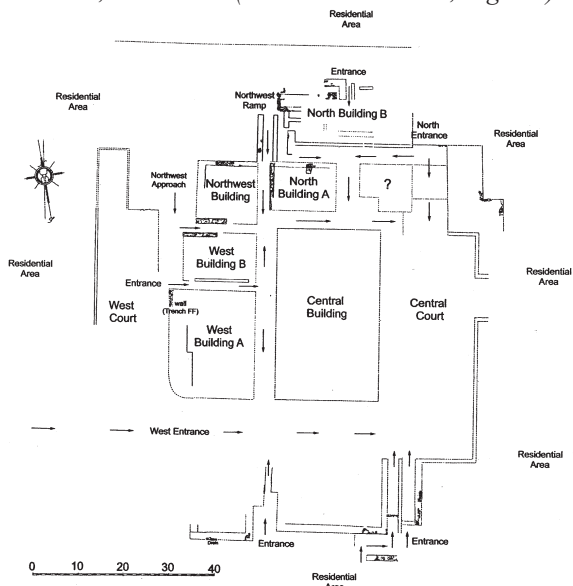 Residential
Area
Entrance
Residential
Area
Northwest
Ramp
North Building B
North
Entrance
Residential
Area
Northwest
Approach
Northwest
Building
North
Building A
?
West
Building B
Residential
Area
Entrance
West
Court
wall
(Trench FF)
West
Building A
Central
Building
Central
Court
Residential
Area
West Entrance
Residential
Area
Entrance
Entrance
0 10 20 30 40
Residential
Area